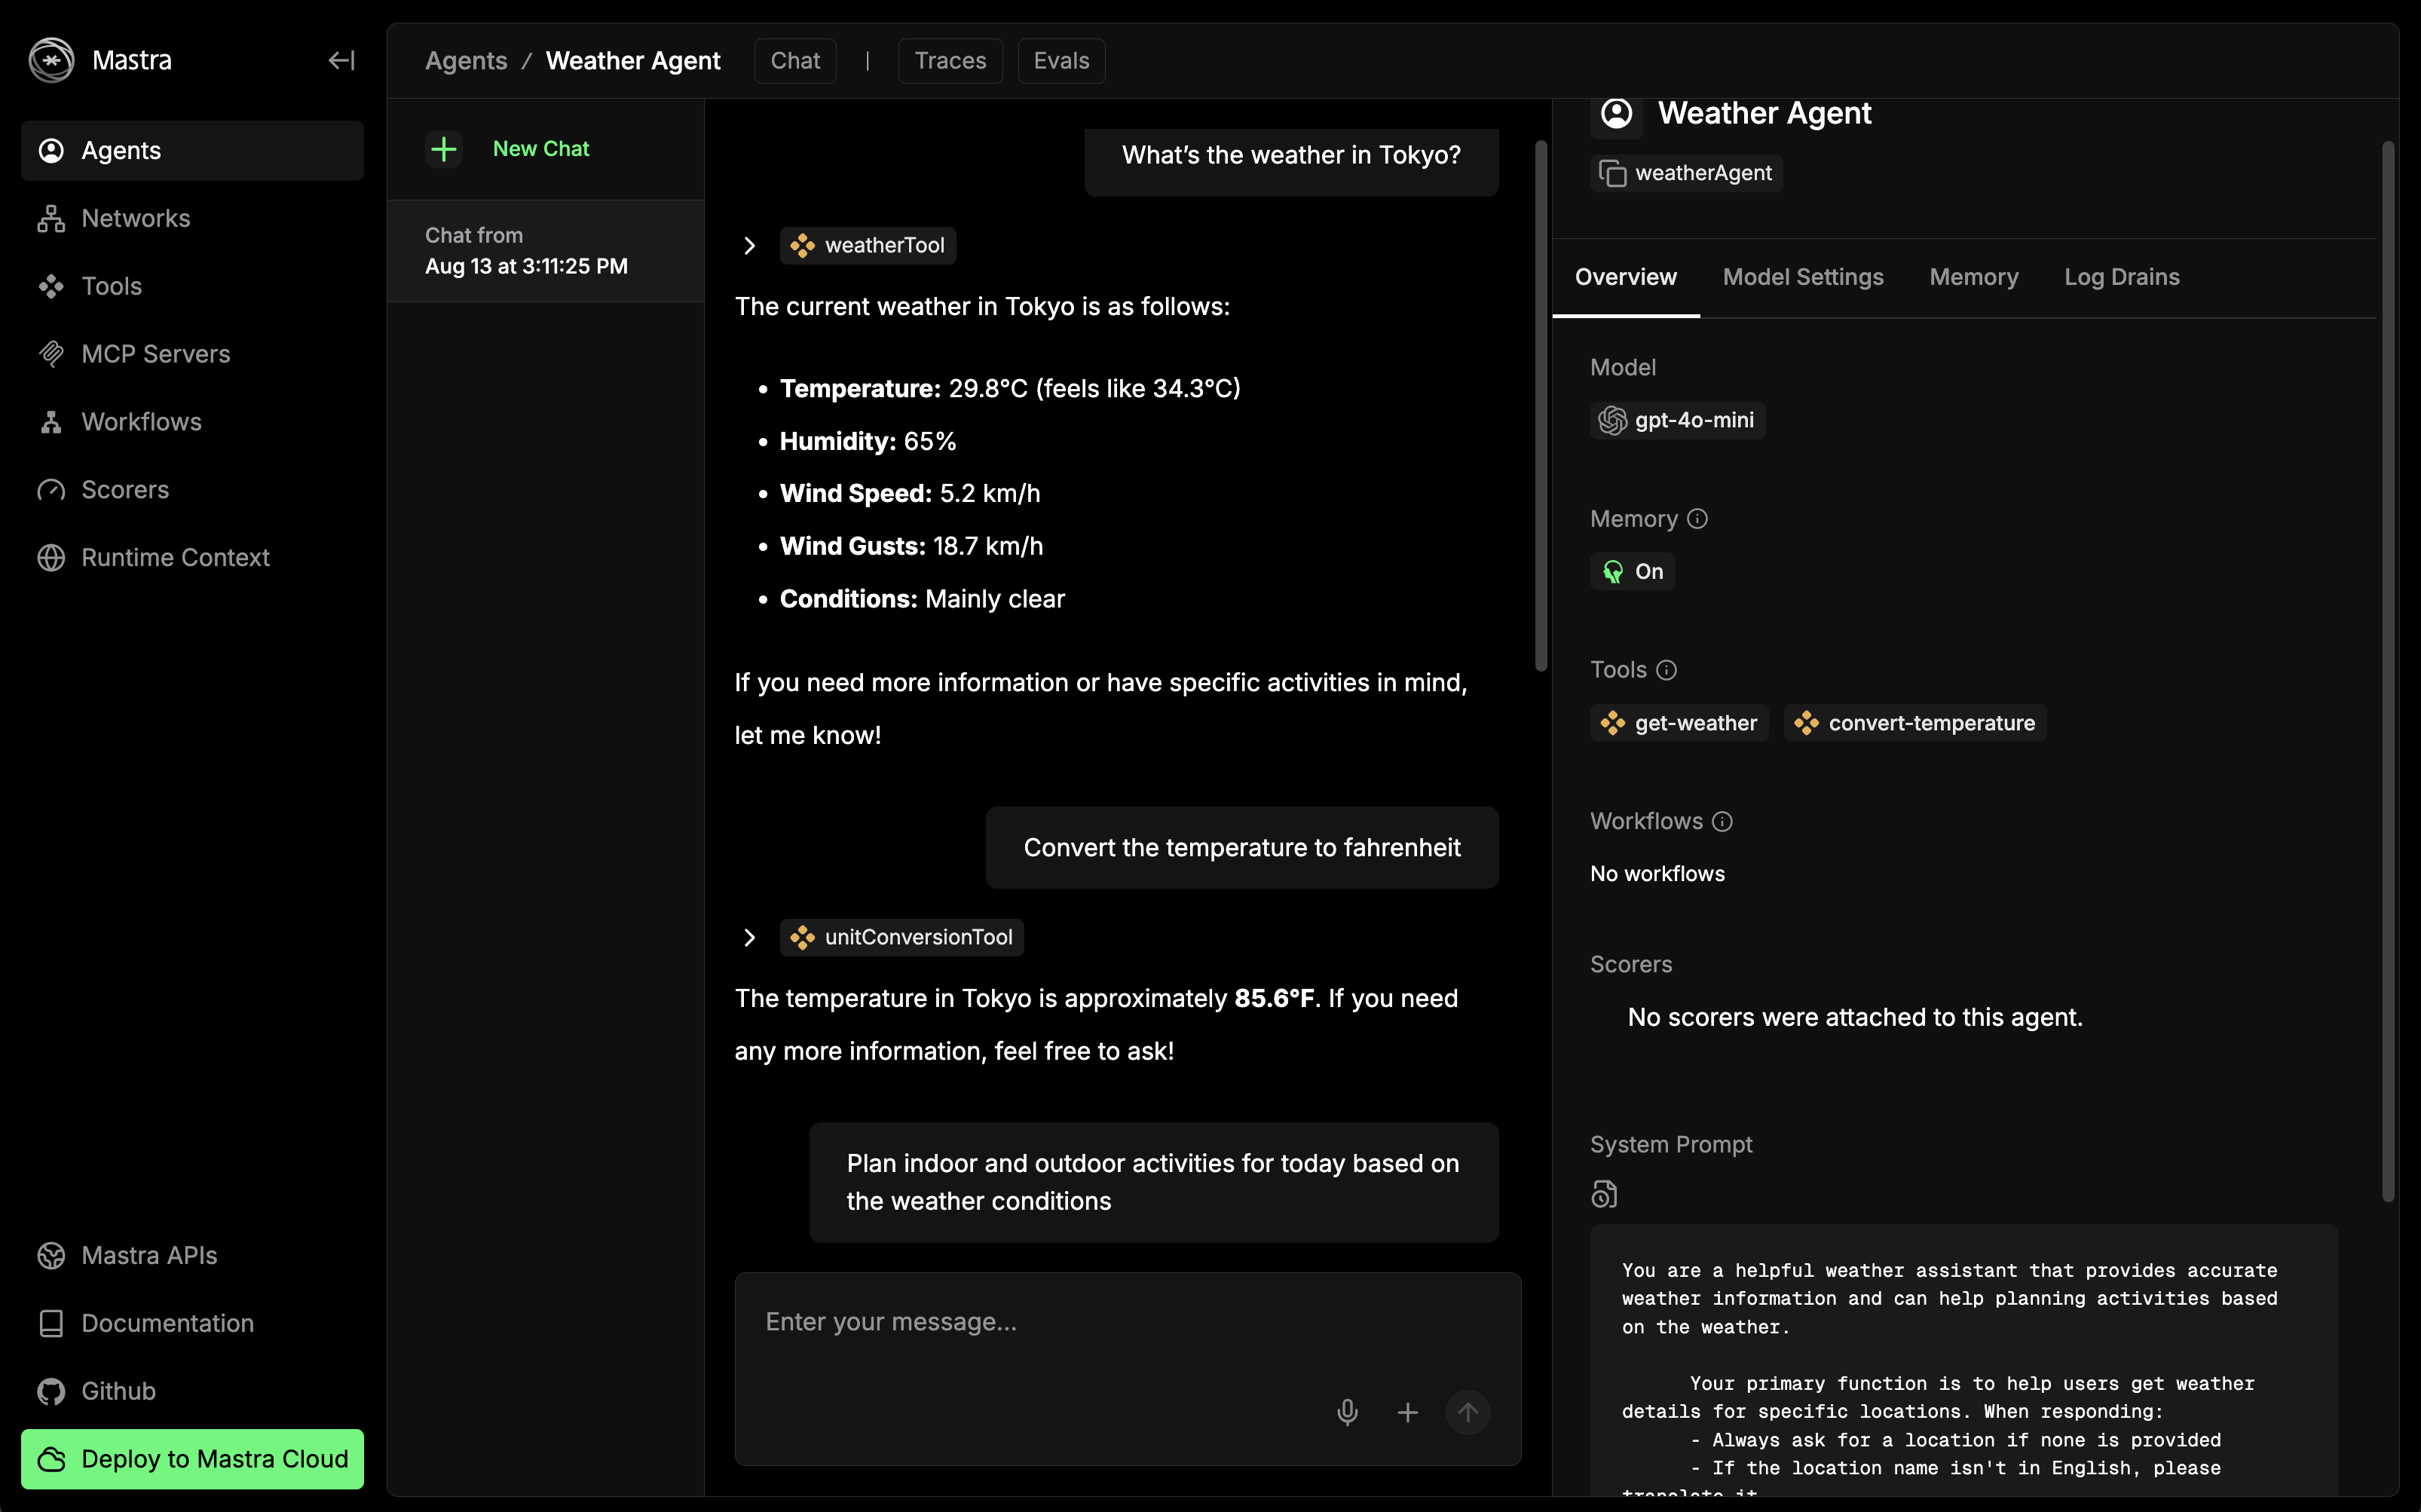 Mastra
Agents
Networks
Tools
MCP Servers
Workflows
Scorers
Runtime Context
Mastra APIs
Documentation
Github
Deploy to Mastra Cloud
Agents / Weather Agent
Chat | Traces Evals
New Chat
Chat from
Aug 13 at 3:11:25 PM
What’s the weather in Tokyo?
weatherTool
The current weather in Tokyo is as follows:
• Temperature: 29.8°C (feels like 34.3°C)
• Humidity: 65%
• Wind Speed: 5.2 km/h
• Wind Gusts: 18.7 km/h
• Conditions: Mainly clear
If you need more information or have specific activities in mind,
let me know!
Convert the temperature to fahrenheit
unitConversionTool
The temperature in Tokyo is approximately 85.6°F. If you need
any more information, feel free to ask!
Plan indoor and outdoor activities for today based on
the weather conditions
Enter your message...
Weather Agent
weatherAgent
Overview Model Settings Memory Log Drains
Model
gpt-4o-mini
Memory
On
Tools
get-weather convert-temperature
Workflows
No workflows
Scorers
No scorers were attached to this agent.
System Prompt
You are a helpful weather assistant that provides accurate
weather information and can help planning activities based
on the weather.
Your primary function is to help users get weather
details for specific locations. When responding:
- Always ask for a location if none is provided
- If the location name isn't in English, please
translate it